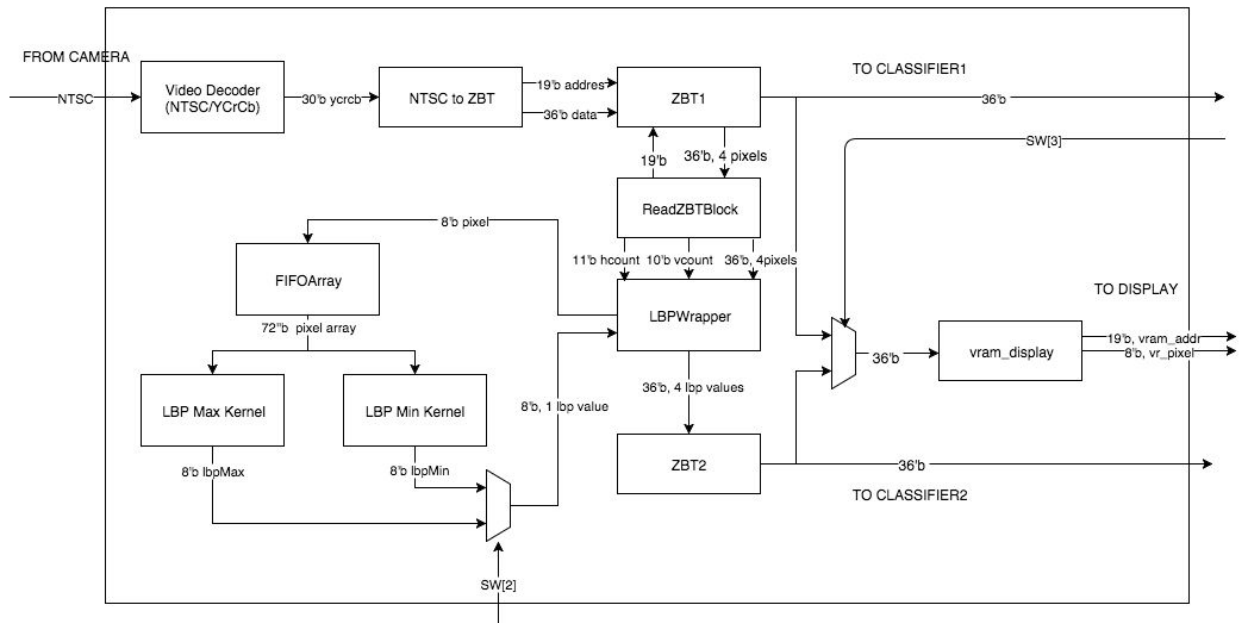 FROM CAMERA
TO CLASSIFIER1
NTSC
Video Decoder
(NTSC/YCrCb)
30'b ycrcb
NTSC to ZBT
19'b addres
36'b data
ZBT1
36'b
SW[3]
19'b
36'b, 4 pixels
ReadZBTBlock
8'b pixel
11'b hcount
10'b vcount
36'b, 4pixels
FIFOArray
LBPWrapper
TO DISPLAY
72"b pixel array
19'b, vram_addr
8'b, vr_pixel
36'b
vram_display
LBP Max Kernel
LBP Min Kernel
8'b, 1 lbp value
36'b, 4 lbp values
8'b lbpMax
8'b lbpMin
ZBT2
36'b
TO CLASSIFIER2
SW[2]